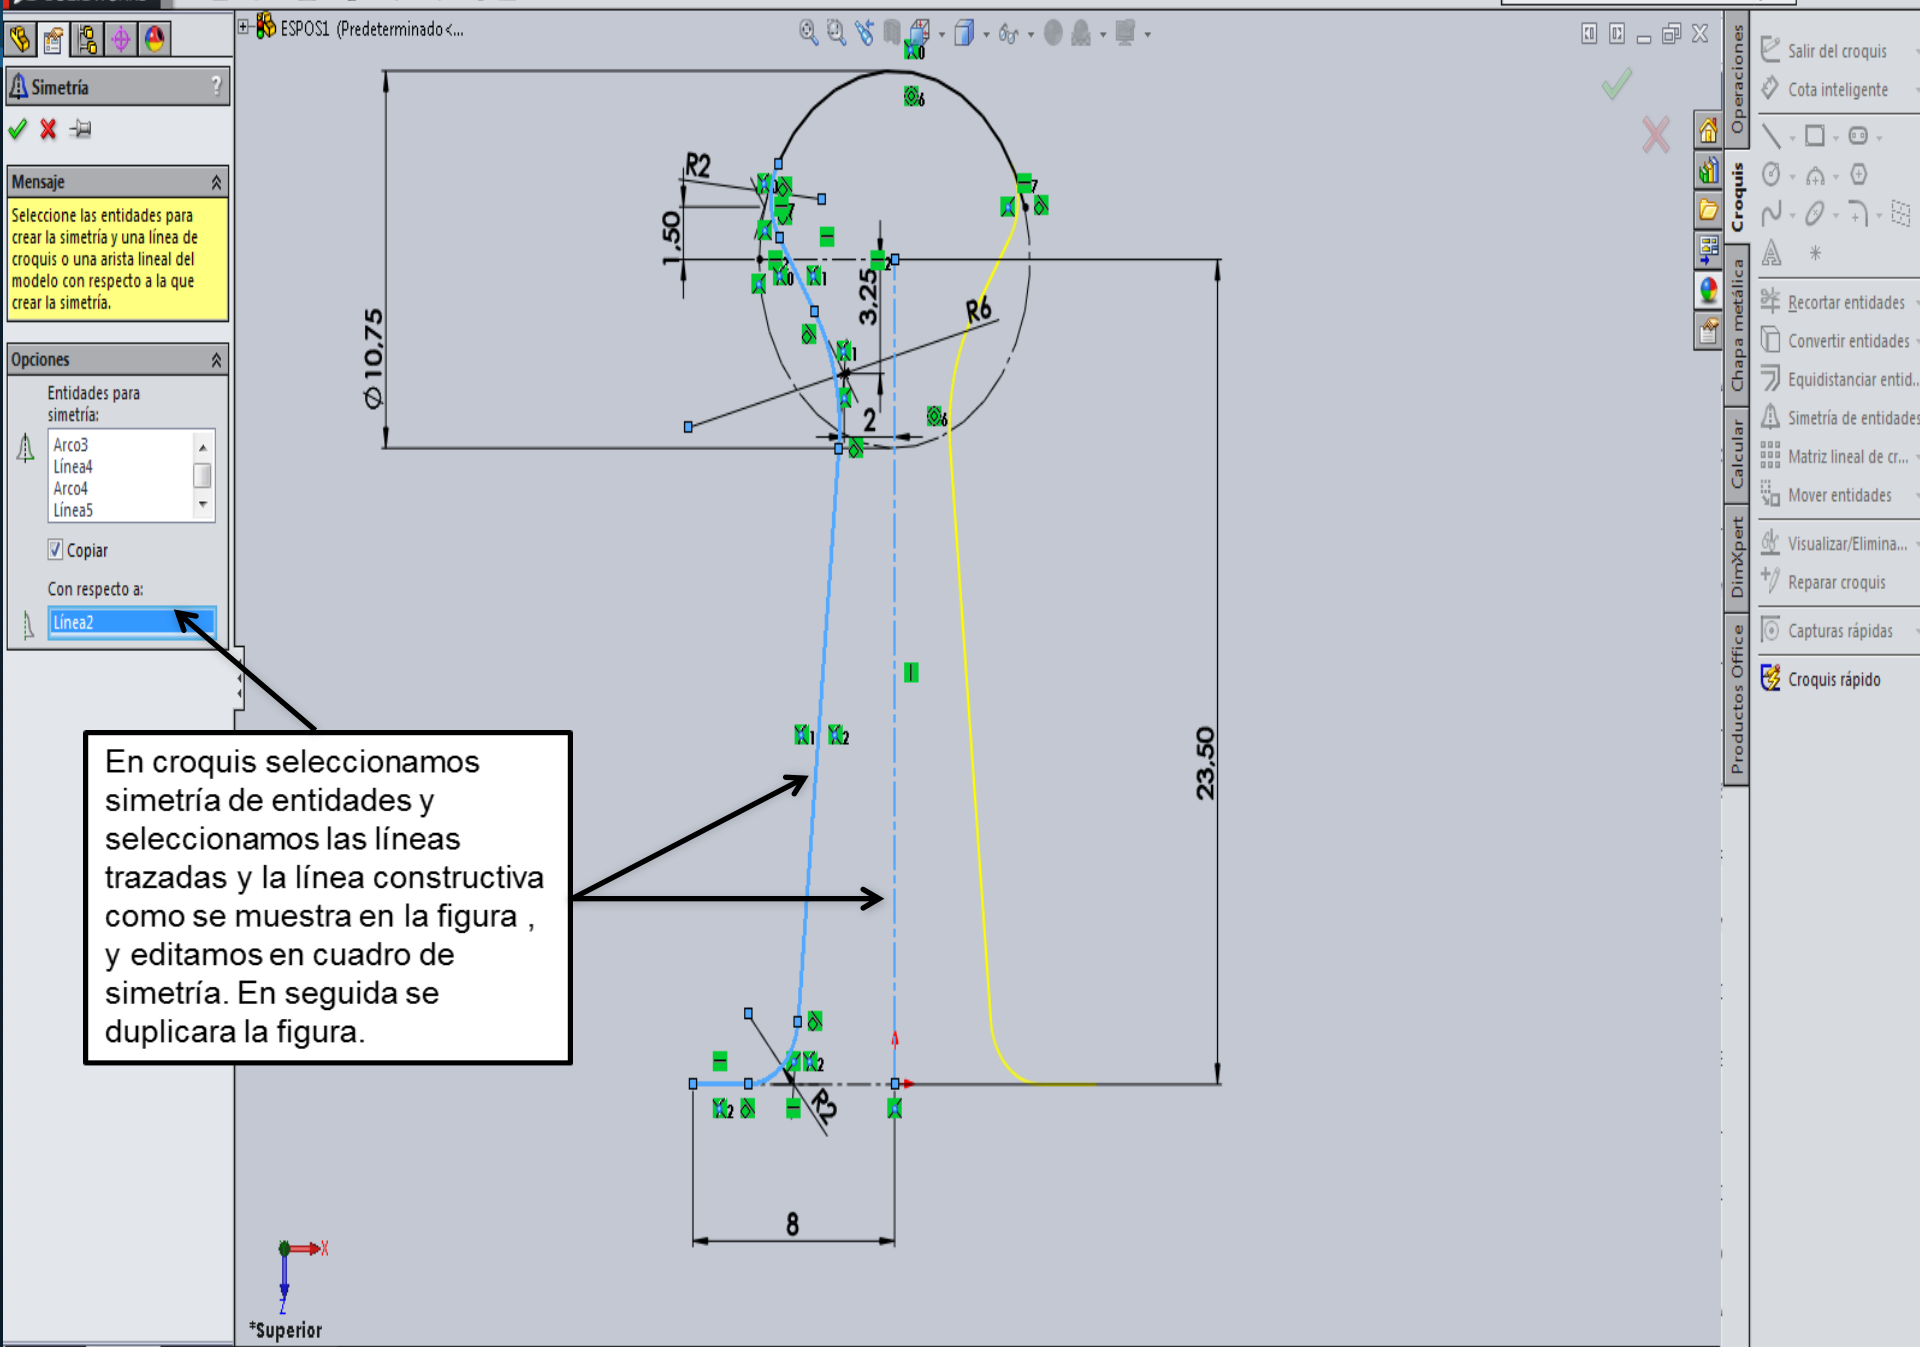 ESPOS1 (Predeterminado<...
Simetría
?
Mensaje
Seleccione las entidades para
crear la simetría y una línea de
croquis o una arista lineal del
modelo con respecto a la que
crear la simetría.
Opciones
Entidades para
simetría:
Arco3
Línea4
Arco4
Línea5
Copiar
Con respecto a:
Línea2
En croquis seleccionamos
simetría de entidades y
seleccionamos las líneas
trazadas y la línea constructiva
como se muestra en la figura ,
y editamos en cuadro de
simetría. En seguida se
duplicara la figura.
R2
1,50
Ø10,75
3,25
R6
2
23,50
R2
8
X
Z
*Superior
Operaciones
Croquis
Chapa metálica
Calcular
DimXpert
Productos Office
Salir del croquis
Cota inteligente
Recortar entidades
Convertir entidades
Equidistanciar entid...
Simetría de entidades
Matriz lineal de cr...
Mover entidades
Visualizar/Elimina...
Reparar croquis
Capturas rápidas
Croquis rápido